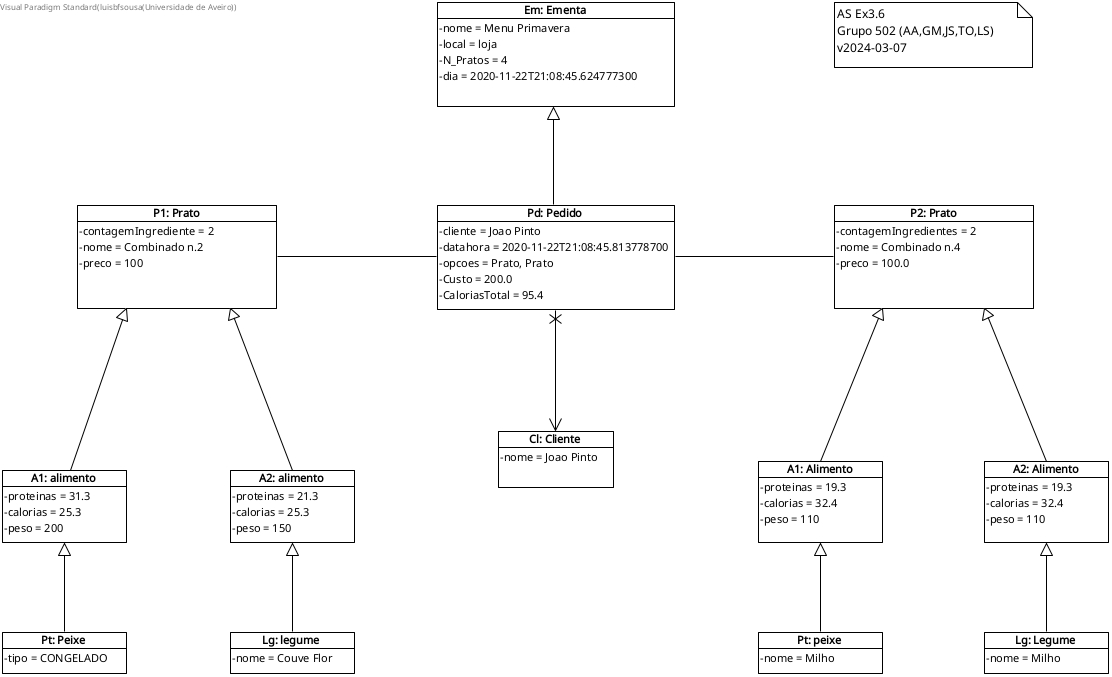 Visual Paradigm Standard(luisbfsousa(Universidade de Aveiro))
Em: Ementa
-nome = Menu Primavera
-local = loja
-N_Pratos = 4
-dia = 2020-11-22T21:08:45.624777300
AS Ex3.6
Grupo 502 (AA,GM,JS,TO,LS)
v2024-03-07
P1: Prato
-contagemIngrediente = 2
-nome = Combinado n.2
-preco = 100
Pd: Pedido
-cliente = Joao Pinto
-datahora = 2020-11-22T21:08:45.813778700
-opcoes = Prato, Prato
-Custo = 200.0
-CaloriasTotal = 95.4
P2: Prato
-contagemIngredientes = 2
-nome = Combinado n.4
-preco = 100.0
Cl: Cliente
-nome = Joao Pinto
A1: alimento
-proteinas = 31.3
-calorias = 25.3
-peso = 200
A2: alimento
-proteinas = 21.3
-calorias = 25.3
-peso = 150
A1: Alimento
-proteinas = 19.3
-calorias = 32.4
-peso = 110
A2: Alimento
-proteinas = 19.3
-calorias = 32.4
-peso = 110
Pt: Peixe
-tipo = CONGELADO
Lg: legume
-nome = Couve Flor
Pt: peixe
-nome = Milho
Lg: Legume
-nome = Milho